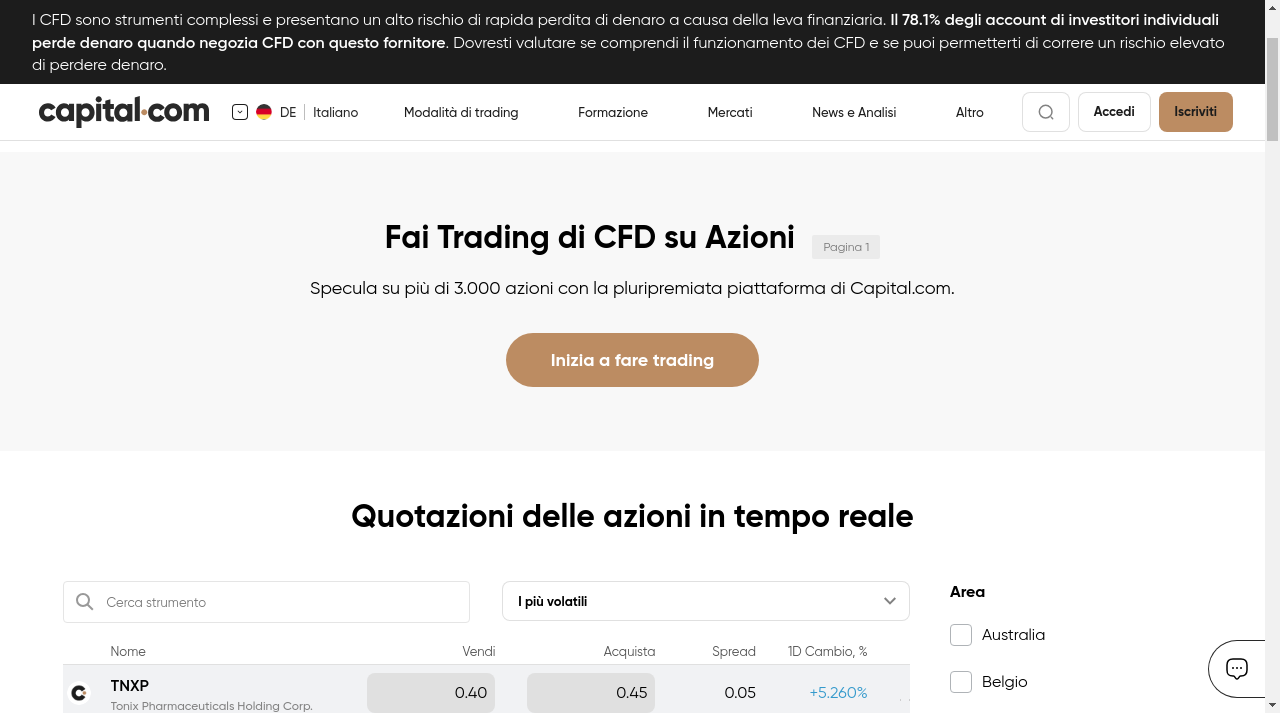 I CFD sono strumenti complessi e presentano un alto rischio di rapida perdita di denaro a causa della leva finanziaria. Il 78.1% degli account di investitori individuali
perde denaro quando negozia CFD con questo fornitore. Dovresti valutare se comprendi il funzionamento dei CFD e se puoi permetterti di correre un rischio elevato
di perdere denaro.
capital.com DE Italiano Modalità di trading Formazione Mercati News e Analisi Altro Accedi Iscriviti
Fai Trading di CFD su Azioni Pagina 1
Specula su più di 3.000 azioni con la pluripremiata piattaforma di Capital.com.
Inizia a fare trading
Quotazioni delle azioni in tempo reale
Cerca strumento I più volatili
Nome Vendi Acquista Spread 1D Cambio, %
TNXP 0.40 0.45 0.05 +5.260%
Tonix Pharmaceuticals Holding Corp.
Area
Australia
Belgio